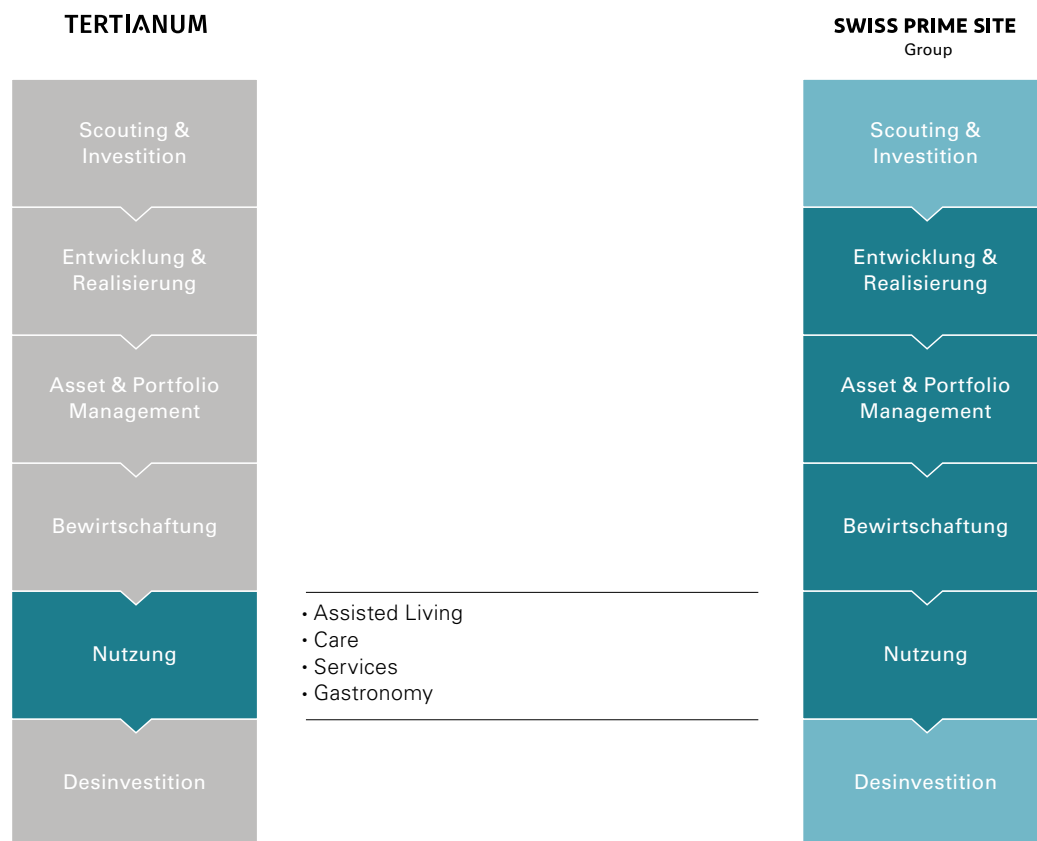 TERTIANUM
SWISS PRIME SITE
Group
Scouting &
Investition
Entwicklung &
Realisierung
Asset & Portfolio
Management
Bewirtschaftung
Nutzung
Desinvestition
• Assisted Living
• Care
• Services
• Gastronomy
Scouting &
Investition
Entwicklung &
Realisierung
Asset & Portfolio
Management
Bewirtschaftung
Nutzung
Desinvestition